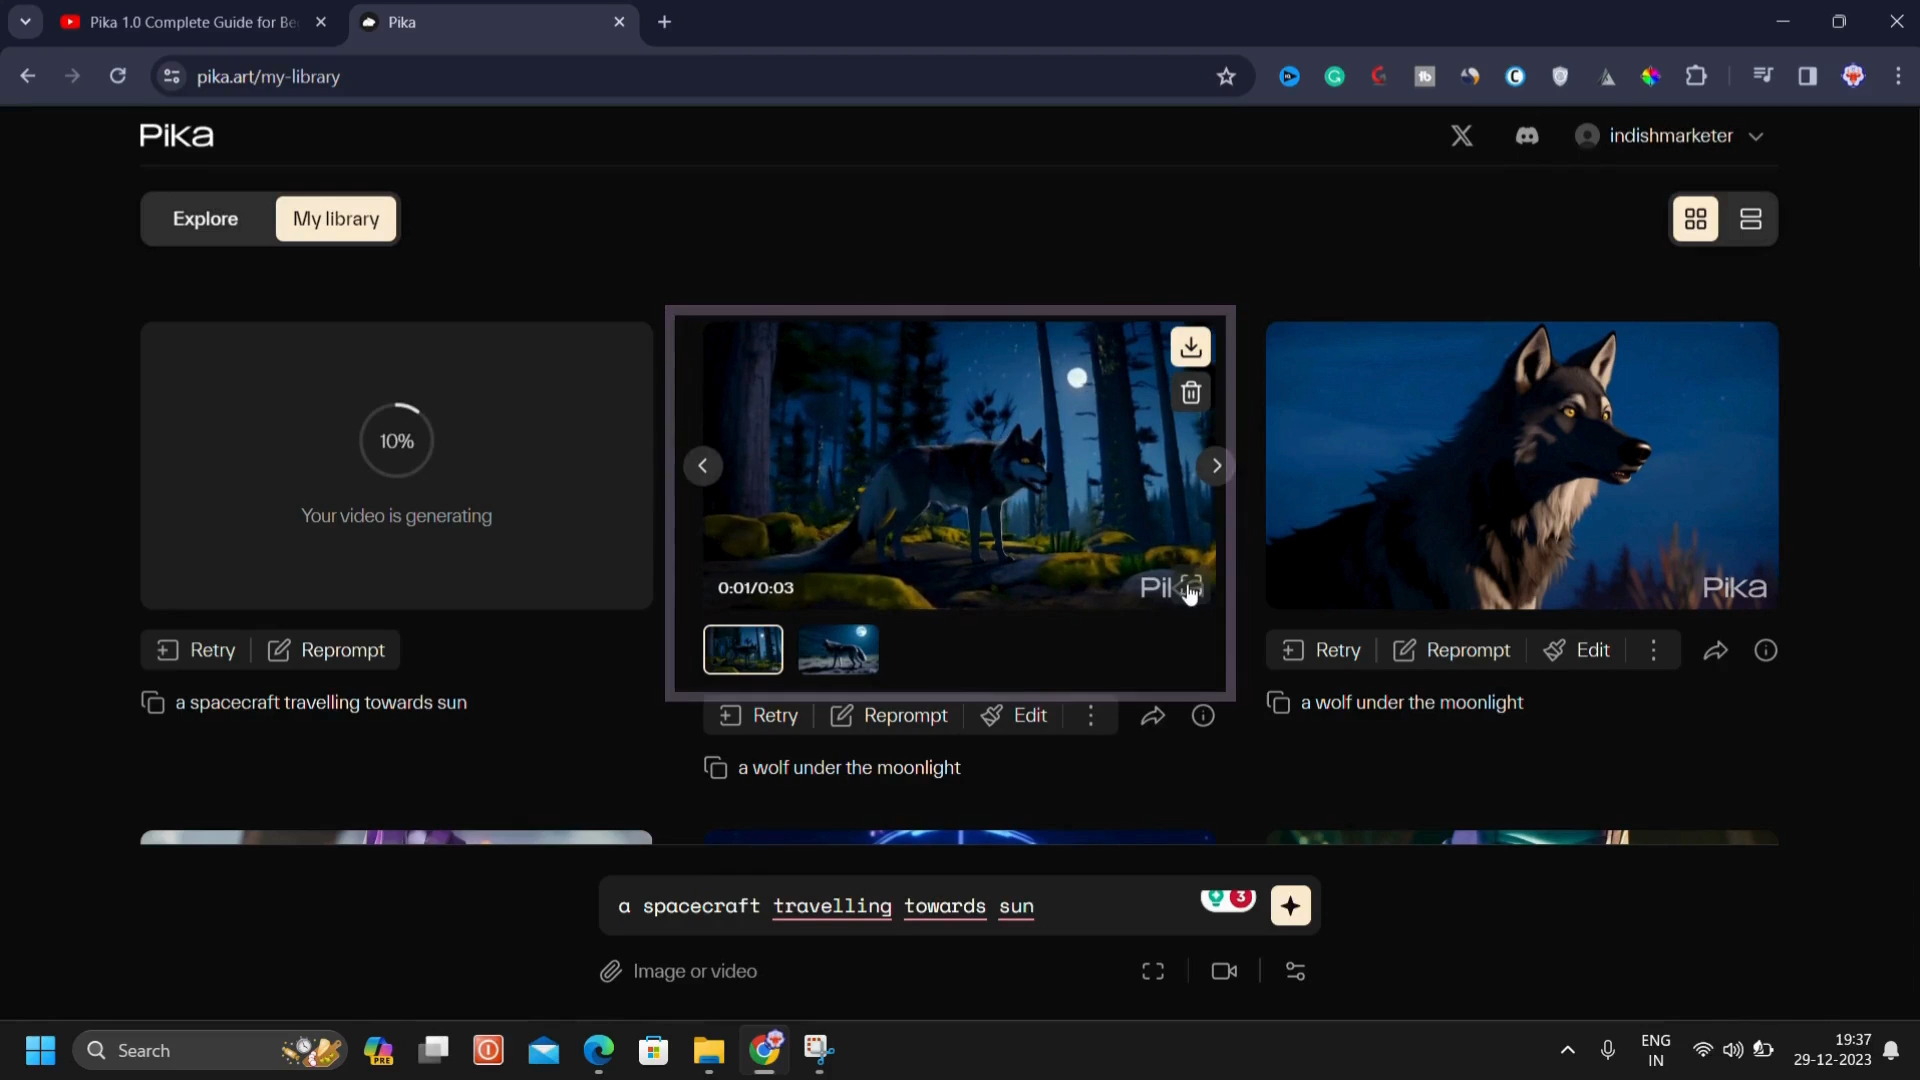 Pika 1.0 Complete Guide for Be
Pika
pika.art/my-library
Pika
indishmarketer
Explore
My library
10%
Your video is generating
0:01/0:03
Pik
Pika
Retry
Reprompt
a spacecraft travelling towards sun
Retry
Reprompt
Edit
a wolf under the moonlight
Retry
Reprompt
Edit
a wolf under the moonlight
a spacecraft travelling towards sun
3
Image or video
Search
PRE
ENG
IN
19:37
29-12-2023